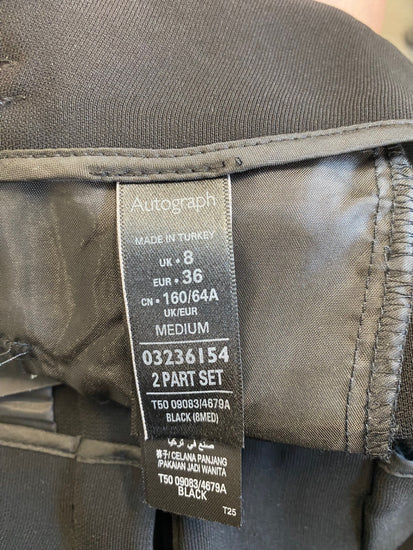 Autograph
MADE IN TURKEY
UK • 8
EUR • 36
CN • 160/64A
UK/EUR
MEDIUM
03236154
2 PART SET
T50 09083/4679A
BLACK (8MED)
صنع في تركيا
裤子/ CELANA PANJANG
/PAKAIAN JADI WANITA
T50 09083/4679A
BLACK
T25